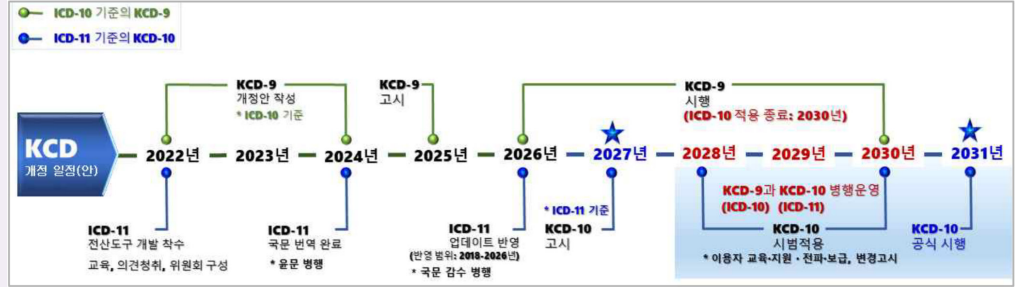 ICD-10 기준의 KCD-9
ICD-11 기준의 KCD-10
KCD-9
개정안 작성
* ICD-10 기준
KCD-9
고시
KCD-9
시행
(ICD-10 적용 종료: 2030년)
KCD
개정 일정(안)
2022년
2023년
2024년
2025년
2026년
2027년
2028년
2029년
2030년
2031년
ICD-11
전산도구 개발 착수
교육, 의견청취, 위원회 구성
ICD-11
국문 번역 완료
* 윤문 병행
ICD-11
업데이트 반영
(반영 범위: 2018-2026년)
* 국문 감수 병행
* ICD-11 기준
KCD-10
고시
KCD-9과 KCD-10 병행운영
(ICD-10) (ICD-11)
KCD-10
시범적용
* 이용자 교육·지원·전파·보급, 변경고시
KCD-10
공식 시행